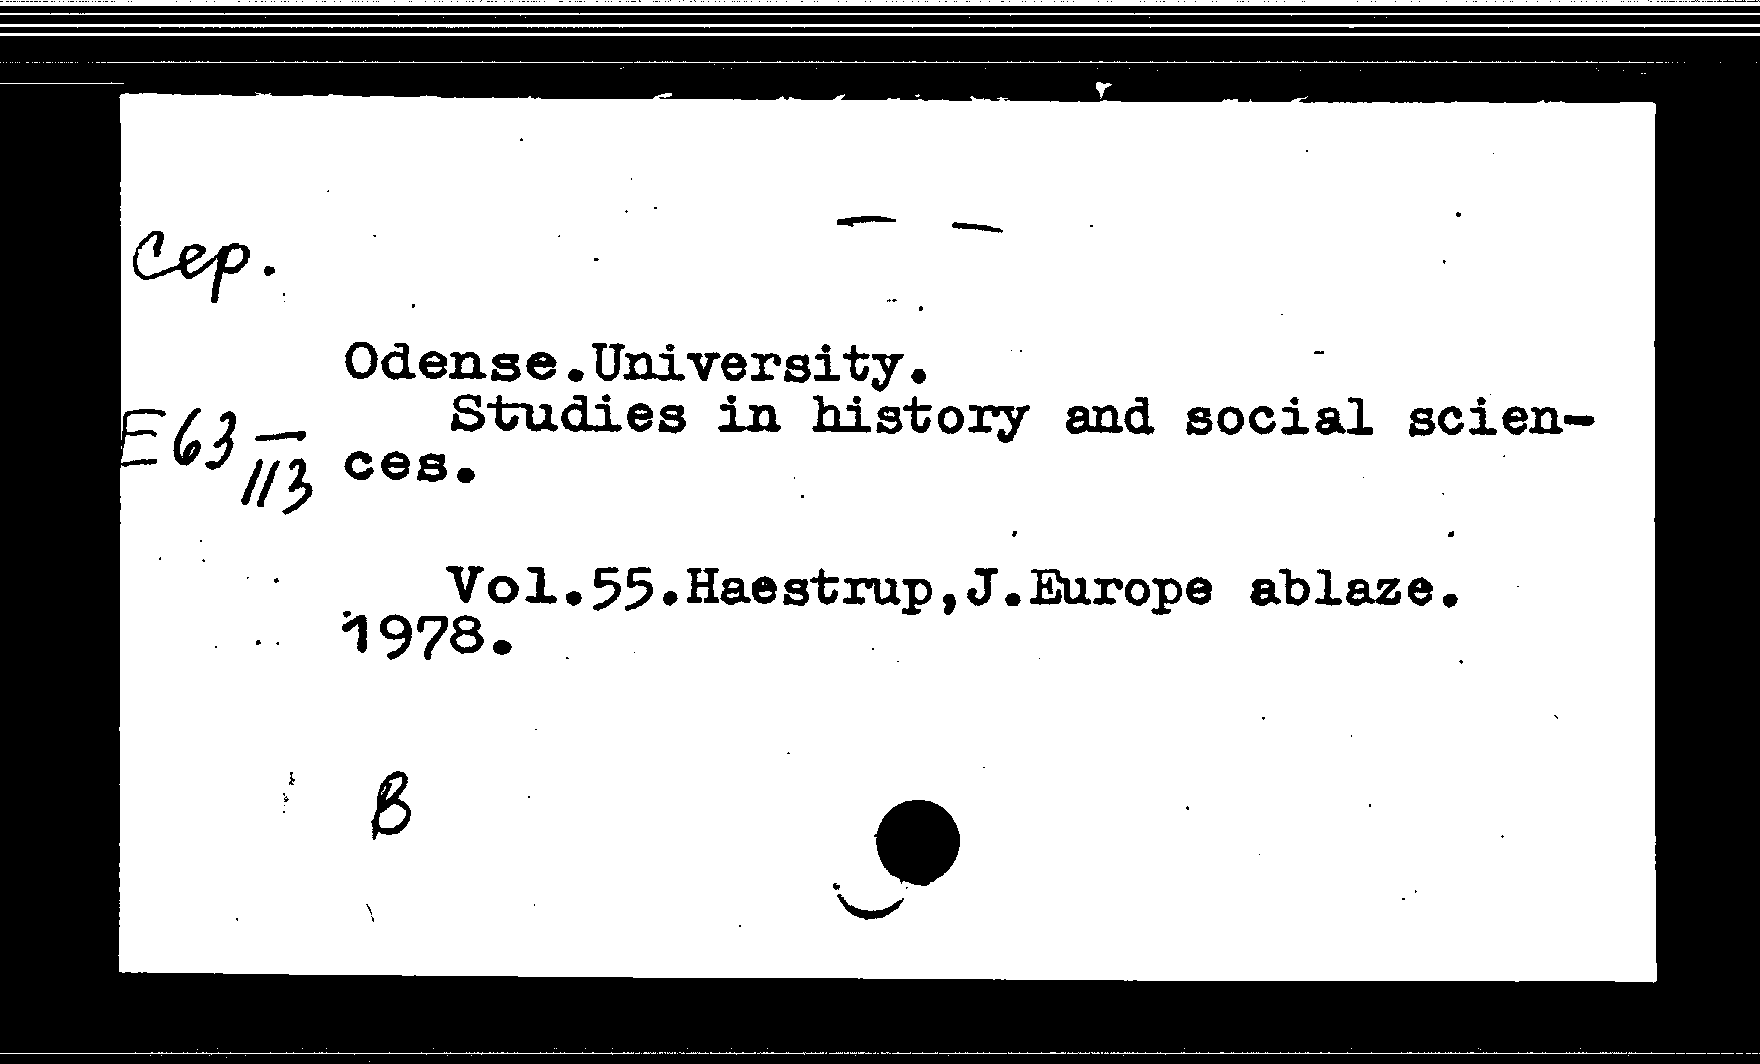 Сер.
Odense.University.
Studies in history and social scien-
E63 —
113
ces.
Vol.55.Haestrup,J.Europe ablaze.
1978.
В